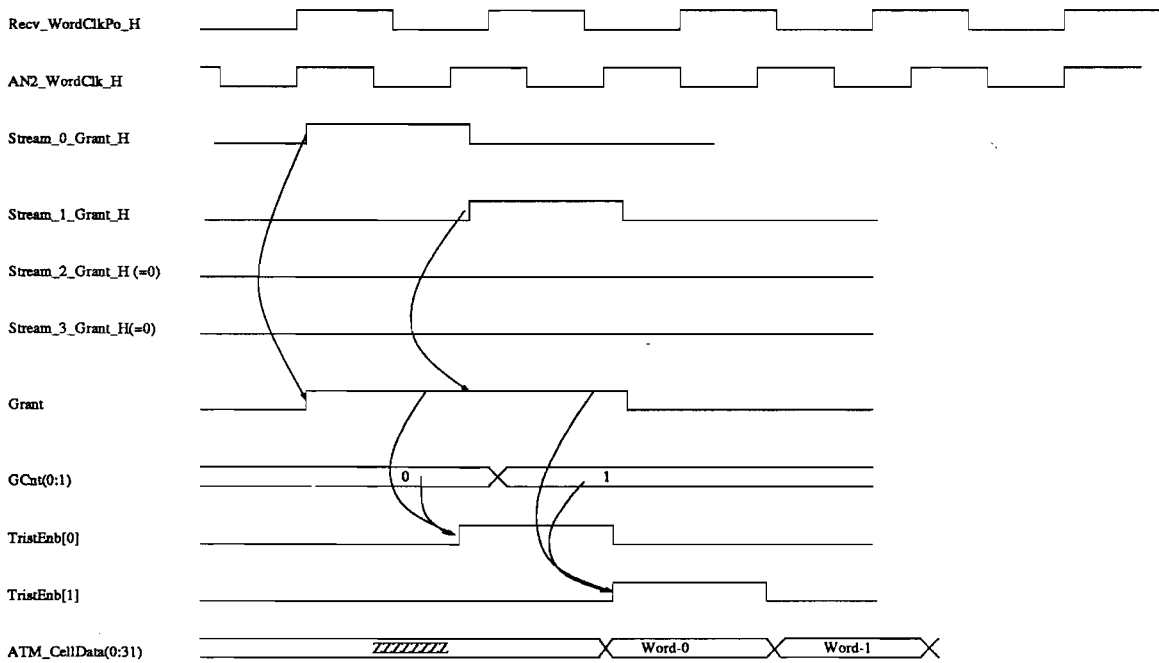 Recv_WordClkPo_H
AN2_WordClk_H
Stream_0_Grant_H
Stream_1_Grant_H
Stream_2_Grant_H (=0)
Stream_3_Grant_H(=0)
Grant
GCnt(0:1)
0
1
TristEnb[0]
TristEnb[1]
ATM_CellData(0:31)
Word-0
Word-1